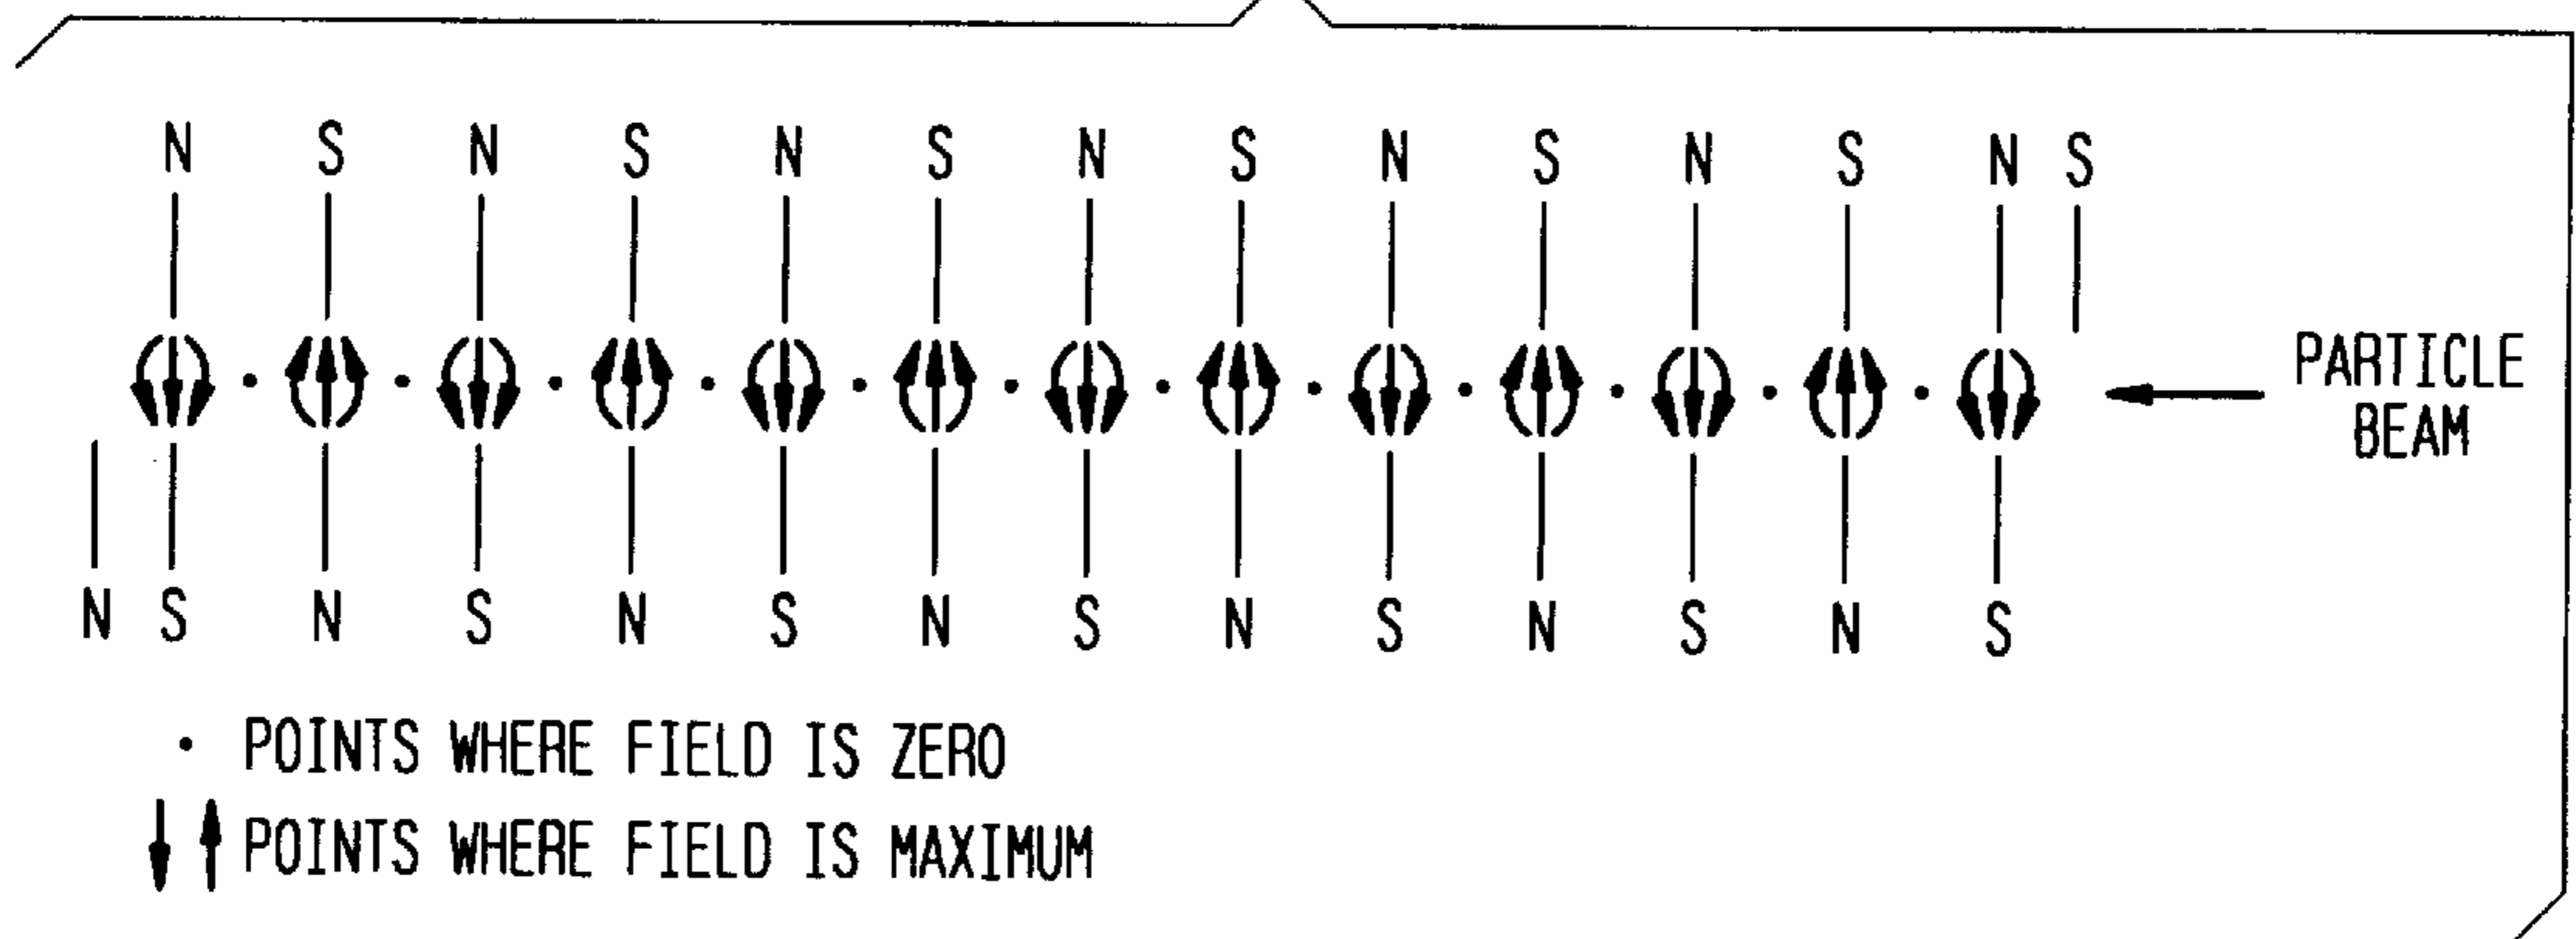 N S N S N S N S N S N S N S
PARTICLE
BEAM
N S N S N S N S N S N S N S
· POINTS WHERE FIELD IS ZERO
↓↑ POINTS WHERE FIELD IS MAXIMUM